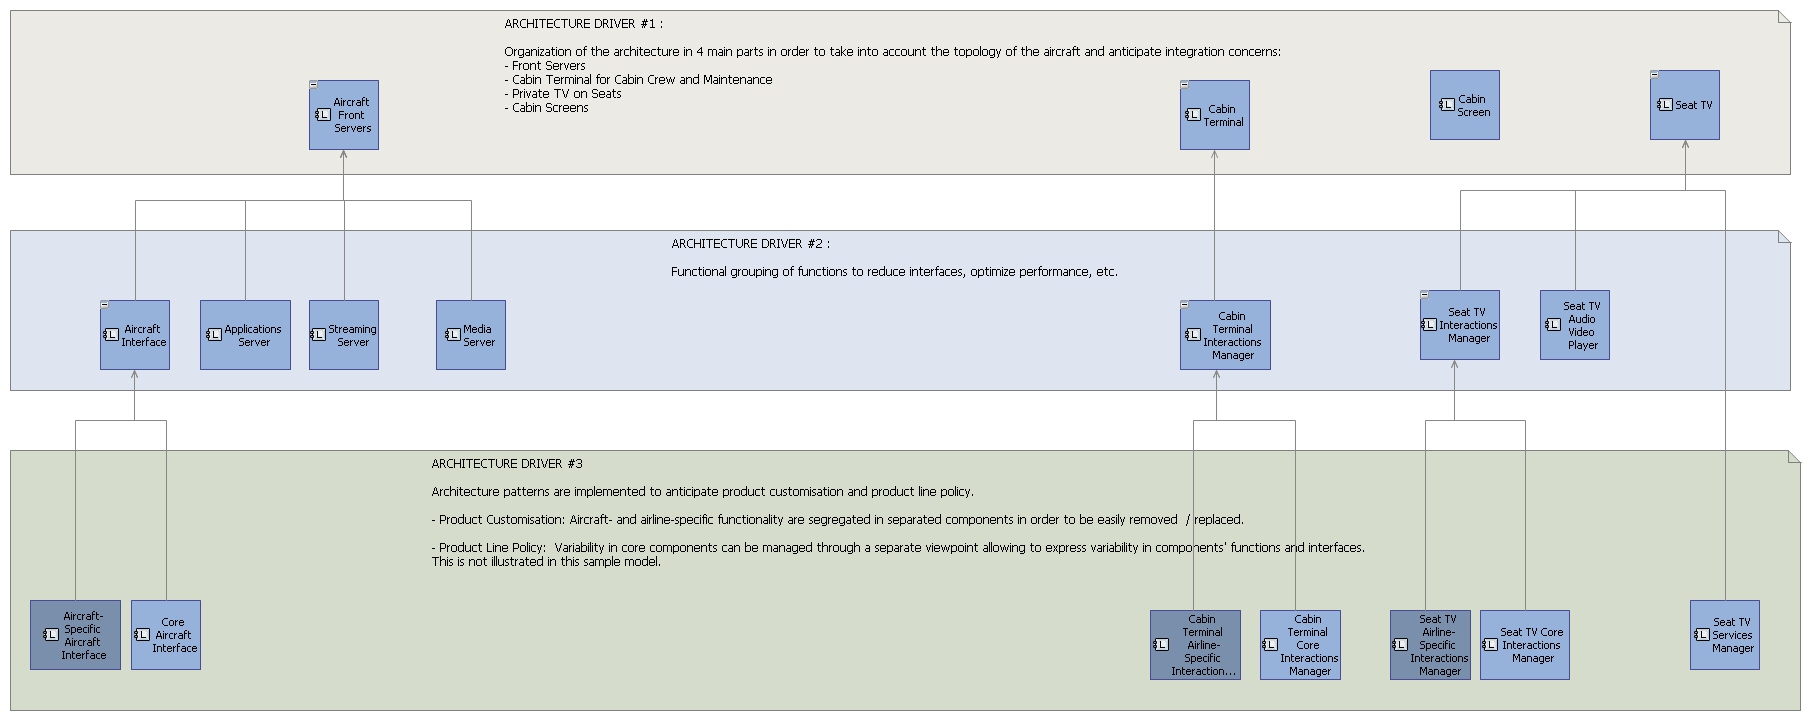 ARCHITECTURE DRIVER #1 :
Organization of the architecture in 4 main parts in order to take into account the topology of the aircraft and anticipate integration concerns:
- Front Servers
- Cabin Terminal for Cabin Crew and Maintenance
- Private TV on Seats
- Cabin Screens
Aircraft
Front
Servers
Cabin
Terminal
Cabin
Screen
Seat TV
ARCHITECTURE DRIVER #2 :
Functional grouping of functions to reduce interfaces, optimize performance, etc.
Aircraft
Interface
Applications
Server
Streaming
Server
Media
Server
Cabin
Terminal
Interactions
Manager
Seat TV
Interactions
Manager
Seat TV
Audio
Video
Player
ARCHITECTURE DRIVER #3
Architecture patterns are implemented to anticipate product customisation and product line policy.
- Product Customisation: Aircraft- and airline-specific functionality are segregated in separated components in order to be easily removed  / replaced.
- Product Line Policy:  Variability in core components can be managed through a separate viewpoint allowing to express variability in components' functions and interfaces.
This is not illustrated in this sample model.
Aircraft-
Specific
Aircraft
Interface
Core
Aircraft
Interface
Cabin
Terminal
Airline-
Specific
Interaction...
Cabin
Terminal
Core
Interactions
Manager
Seat TV
Airline-
Specific
Interactions
Manager
Seat TV Core
Interactions
Manager
Seat TV
Services
Manager